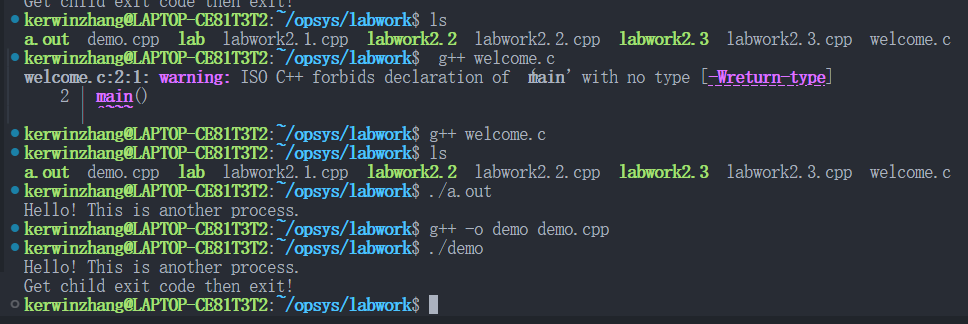 Get child exit code then exit!
kerwinzhang@LAPTOP-CE81T3T2:~/opsys/labwork$ ls
a.out demo.cpp lab labwork2.1.cpp labwork2.2 labwork2.2.cpp labwork2.3 labwork2.3.cpp welcome.c
kerwinzhang@LAPTOP-CE81T3T2:~/opsys/labwork$ g++ welcome.c
welcome.c:2:1: warning: ISO C++ forbids declaration of ‘main’ with no type [-Wreturn-type]
2 | main()
| ^~~~
kerwinzhang@LAPTOP-CE81T3T2:~/opsys/labwork$ g++ welcome.c
kerwinzhang@LAPTOP-CE81T3T2:~/opsys/labwork$ ls
a.out demo.cpp lab labwork2.1.cpp labwork2.2 labwork2.2.cpp labwork2.3 labwork2.3.cpp welcome.c
kerwinzhang@LAPTOP-CE81T3T2:~/opsys/labwork$ ./a.out
Hello! This is another process.
kerwinzhang@LAPTOP-CE81T3T2:~/opsys/labwork$ g++ -o demo demo.cpp
kerwinzhang@LAPTOP-CE81T3T2:~/opsys/labwork$ ./demo
Hello! This is another process.
Get child exit code then exit!
kerwinzhang@LAPTOP-CE81T3T2:~/opsys/labwork$